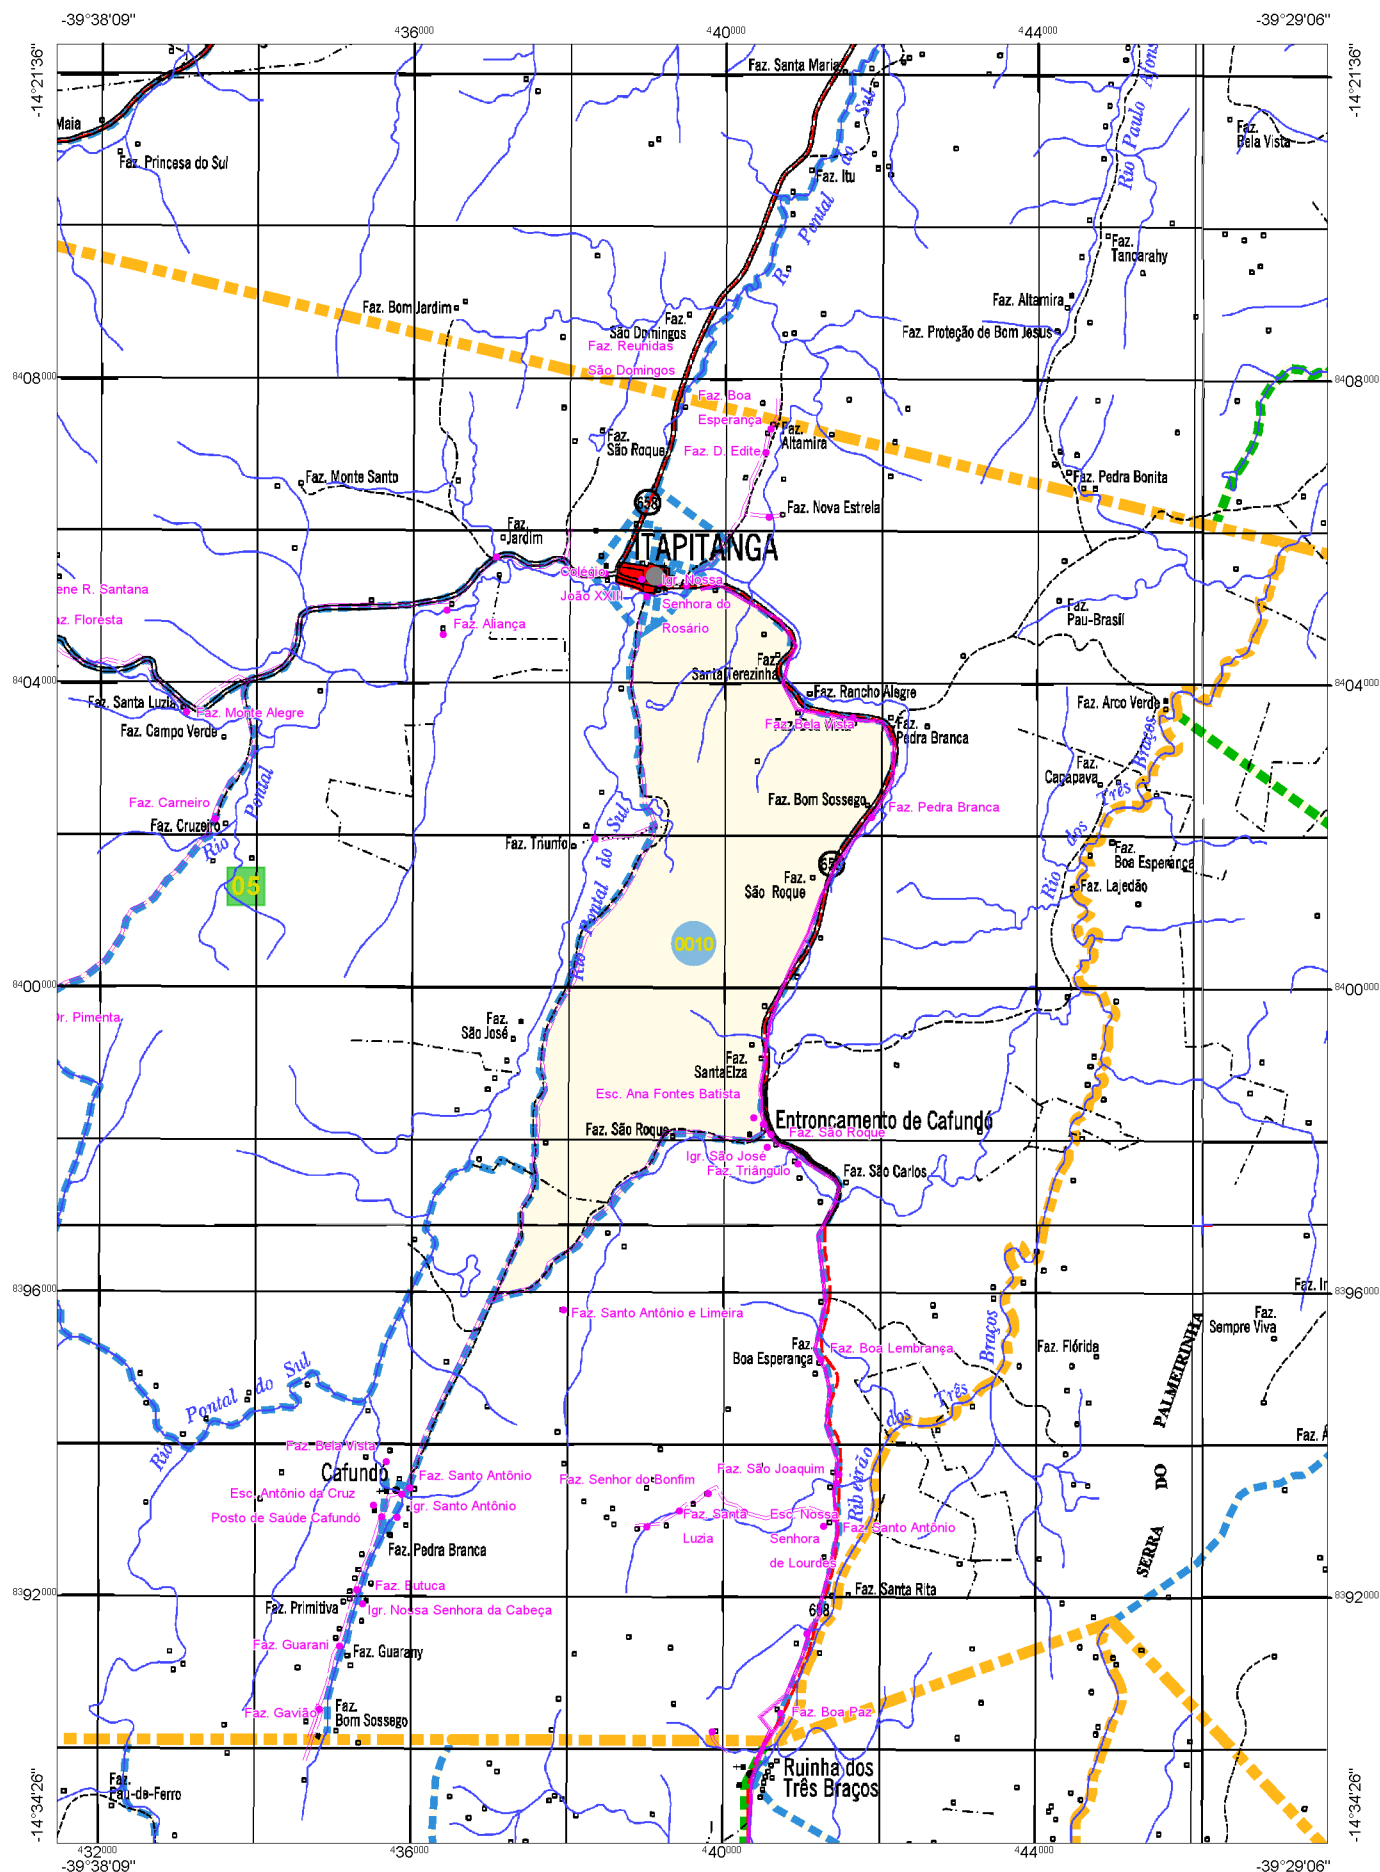 -39°38'09"
-39°29'06"
436000
440000
444000
-14°21'36"
-14°21'36"
Faz. Santa Maria
Maia
Faz. Princesa do Sul
Faz.
Bela Vista
Rio Paulo Afons
Faz. Itu
R. Pontal do Sul
Faz.
Tancarahy
Faz. Altamira
Faz. Bom Jardim
Faz.
São Domingos
Faz. Proteção de Bom Jesus
Faz. Reunidas
São Domingos
8408000
8408000
Faz. Boa
Esperança
Faz.
Altamira
Faz.
São Roque
Faz. D. Edite
Faz. Monte Santo
Faz. Pedra Bonita
658
Faz. Nova Estrela
Faz.
Jardim
ITAPITANGA
Colégio
João XXIII
Igr. Nossa
Senhora do
Rosário
ene R. Santana
az. Floresta
Faz. Aliança
Faz.
Pau-Brasil
Faz.
Santa Terezinha
8404000
8404000
Faz. Rancho Alegre
Faz. Santa Luzia
Faz. Monte Alegre
Faz. Arco Verde
Faz. Bela Vista
Faz.
Pedra Branca
Faz. Campo Verde
Faz.
Capapava
Faz. Carneiro
Faz. Bom Sossego
Faz. Pedra Branca
Faz. Cruzeiro
Rio Pontal
Faz. Triunfo
Rio Pontal do Sul
Rio dos Três Braços
Faz.
Boa Esperança
65
Faz.
São Roque
Faz. Lajedão
05
0010
8400000
8400000
Dr. Pimenta
Faz.
São José
Faz.
Santa Elza
Esc. Ana Fontes Batista
Entroncamento de Cafundó
Faz. São Roque
Faz. São Roque
Igr. São José
Faz. Triângulo
Faz. São Carlos
8396000
8396000
Faz. Ir
Faz. Santo Antônio e Limeira
Faz.
Sempre Viva
Faz.
Boa Esperança
Faz. Boa Lembrança
Faz. Flórida
Rio Pontal do Sul
Ribeirão dos Três Braços
SERRA DO PALMEIRINHA
Faz. A
Faz. Bela Vista
Cafundó
Faz. Santo Antônio
Faz. Senhor do Bonfim
Faz. São Joaquim
Esc. Antônio da Cruz
Igr. Santo Antônio
Posto de Saúde Cafundó
Faz. Santa
Luzia
Esc. Nossa
Senhora
de Lourdes
Faz. Santo Antônio
Faz. Pedra Branca
Faz. Butuca
Faz. Santa Rita
8392000
8392000
Faz. Primitiva
Igr. Nossa Senhora da Cabeça
Faz. Guarani
Faz. Guarany
Faz. Gavião
Faz.
Bom Sossego
Faz. Boa Paz
Ruinha dos
Três Braços
Faz.
Pau-de-Ferro
-14°34'26"
-14°34'26"
432000
436000
440000
444000
-39°38'09"
-39°29'06"